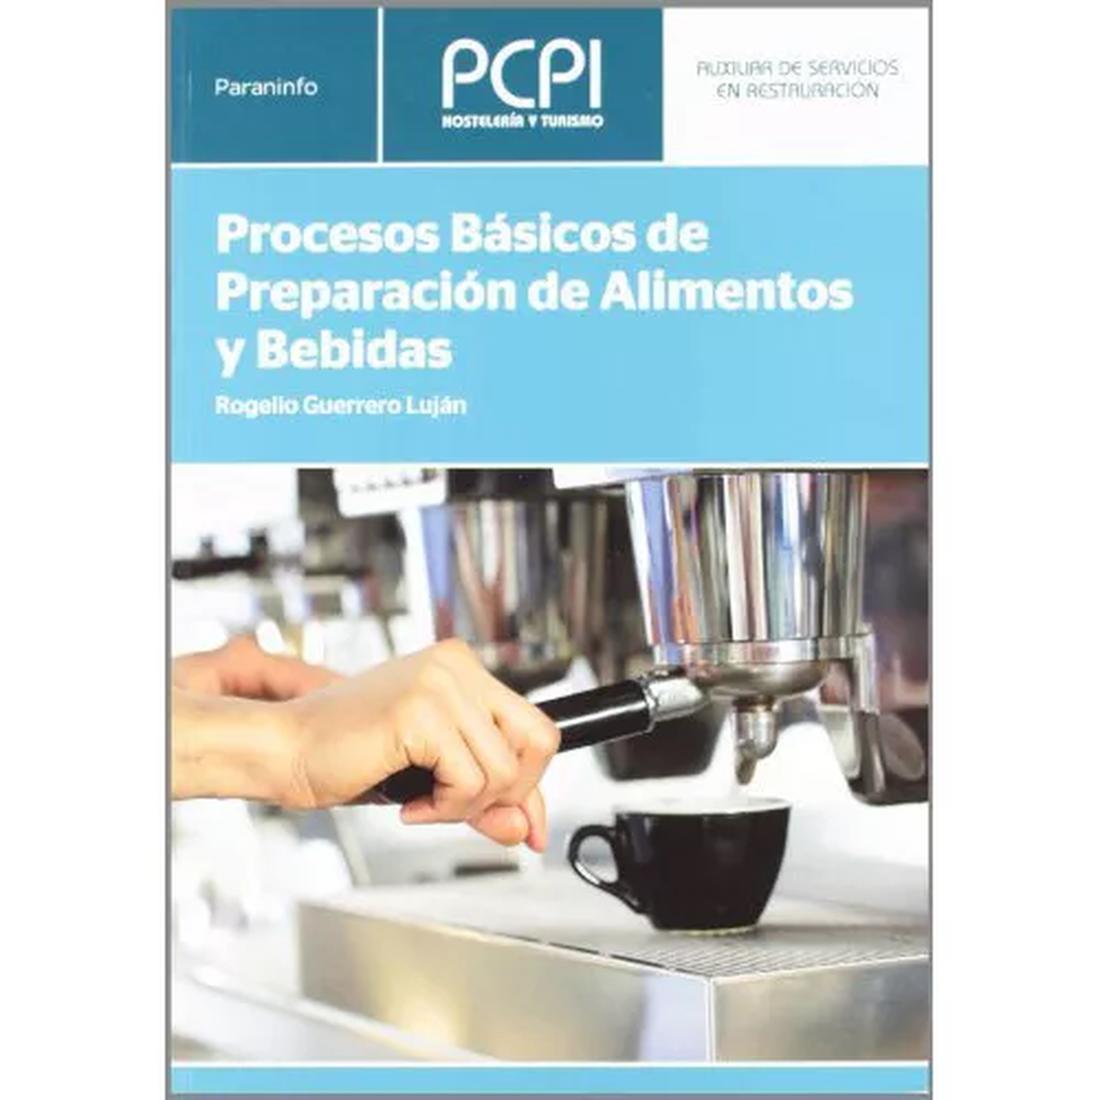 Paraninfo
PCPI
HOSTELERÍA Y TURISMO
AUXILIAR DE SERVICIOS
EN RESTAURACIÓN
Procesos Básicos de
Preparación de Alimentos
y Bebidas
Rogelio Guerrero Luján